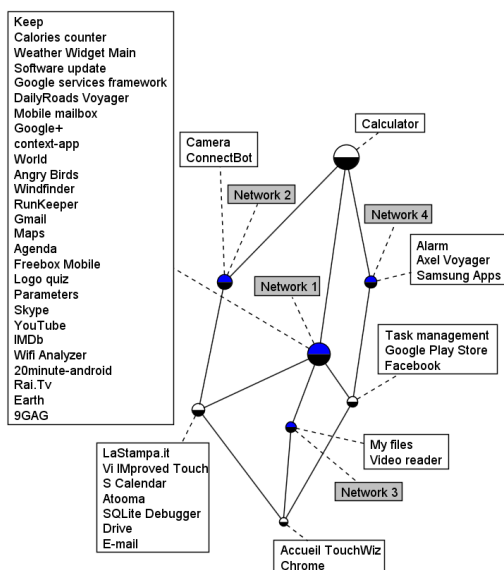 Keep
Calories counter
Weather Widget Main
Software update
Google services framework
DailyRoads Voyager
Mobile mailbox
Google+
context-app
World
Angry Birds
Windfinder
RunKeeper
Gmail
Maps
Agenda
Freebox Mobile
Logo quiz
Parameters
Skype
YouTube
IMDb
Wifi Analyzer
20minute-android
Rai.Tv
Earth
9GAG
Calculator
Camera
ConnectBot
Network 2
Network 4
Alarm
Axel Voyager
Samsung Apps
Network 1
Task management
Google Play Store
Facebook
My files
Video reader
Network 3
LaStampa.it
Vi IMproved Touch
S Calendar
Atooma
SQLite Debugger
Drive
E-mail
Accueil TouchWiz
Chrome